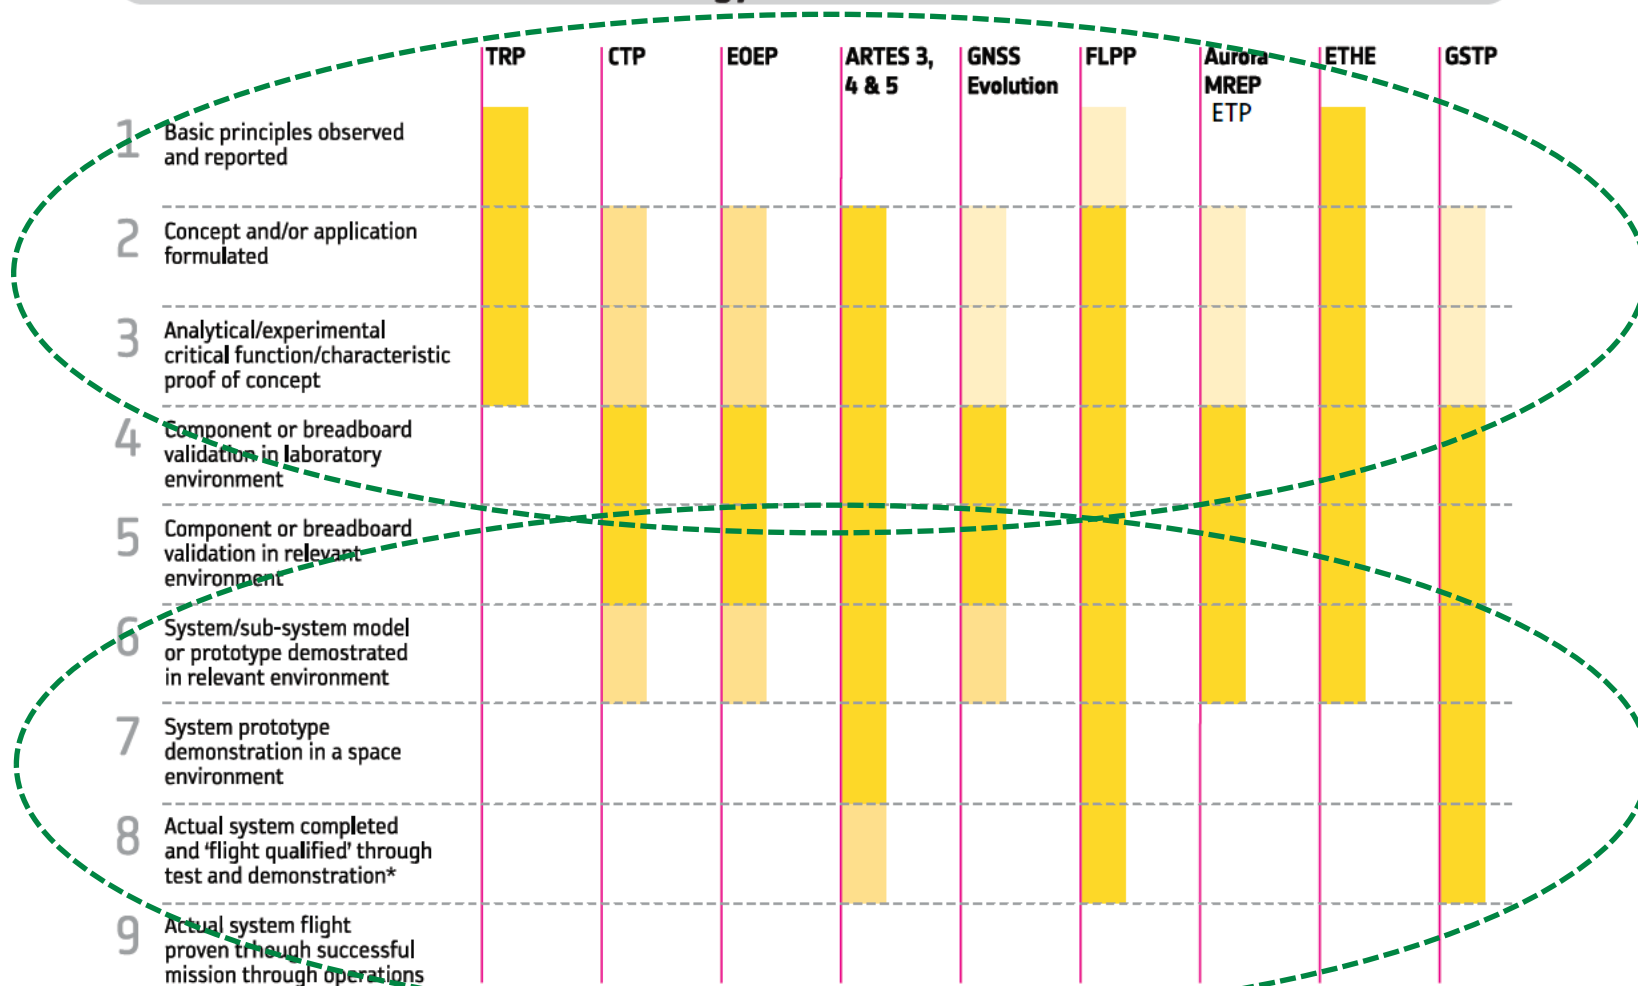 TRP
CTP
EOEP
ARTES 3,
4 & 5
GNSS
Evolution
FLPP
Aurora
MREP
ETP
ETHE
GSTP
1
Basic principles observed
and reported
2
Concept and/or application
formulated
3
Analytical/experimental
critical function/characteristic
proof of concept
4
Component or breadboard
validation in laboratory
environment
5
Component or breadboard
validation in relevant
environment
6
System/sub-system model
or prototype demostrated
in relevant environment
7
System prototype
demonstration in a space
environment
8
Actual system completed
and ‘flight qualified’ through
test and demonstration*
9
Actual system flight
proven trhough successful
mission through operations